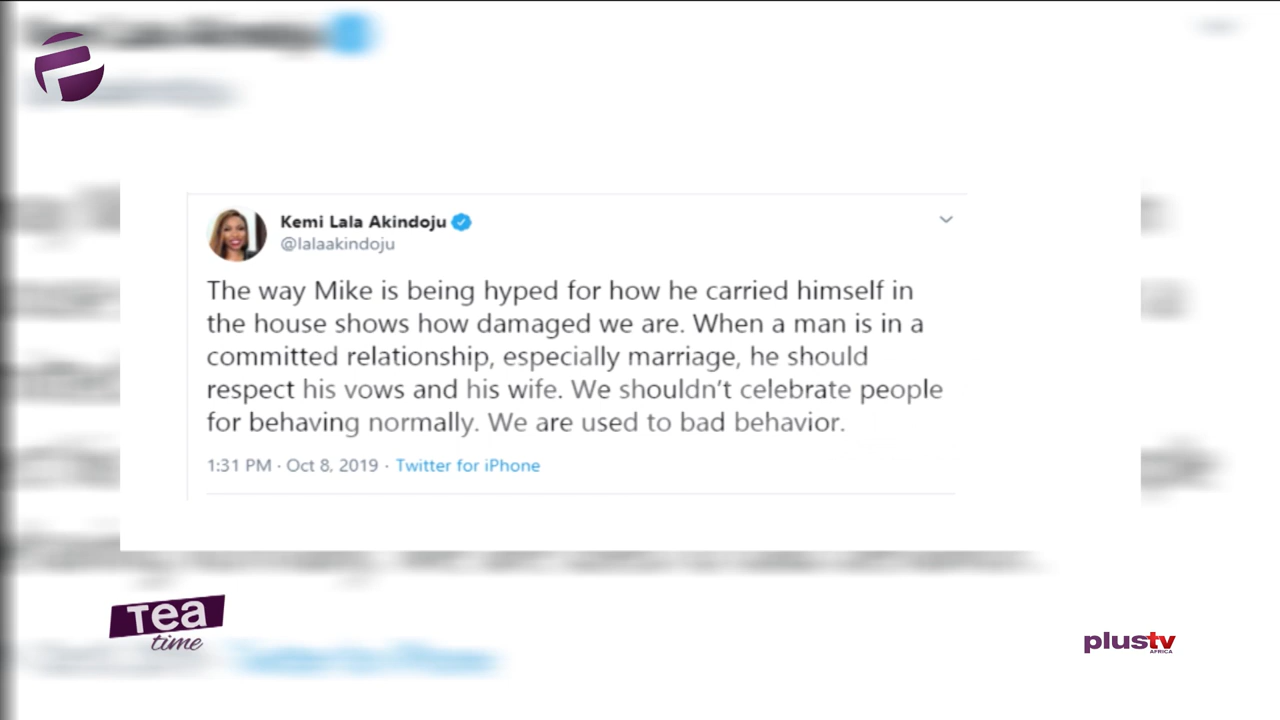 Kemi Lala Akindoju
@lalaakindoju
The way Mike is being hyped for how he carried himself in
the house shows how damaged we are. When a man is in a
committed relationship, especially marriage, he should
respect his vows and his wife. We shouldn't celebrate people
for behaving normally. We are used to bad behavior.
1:31 PM · Oct 8, 2019 · Twitter for iPhone
Tea
time
plustv
AFRICA